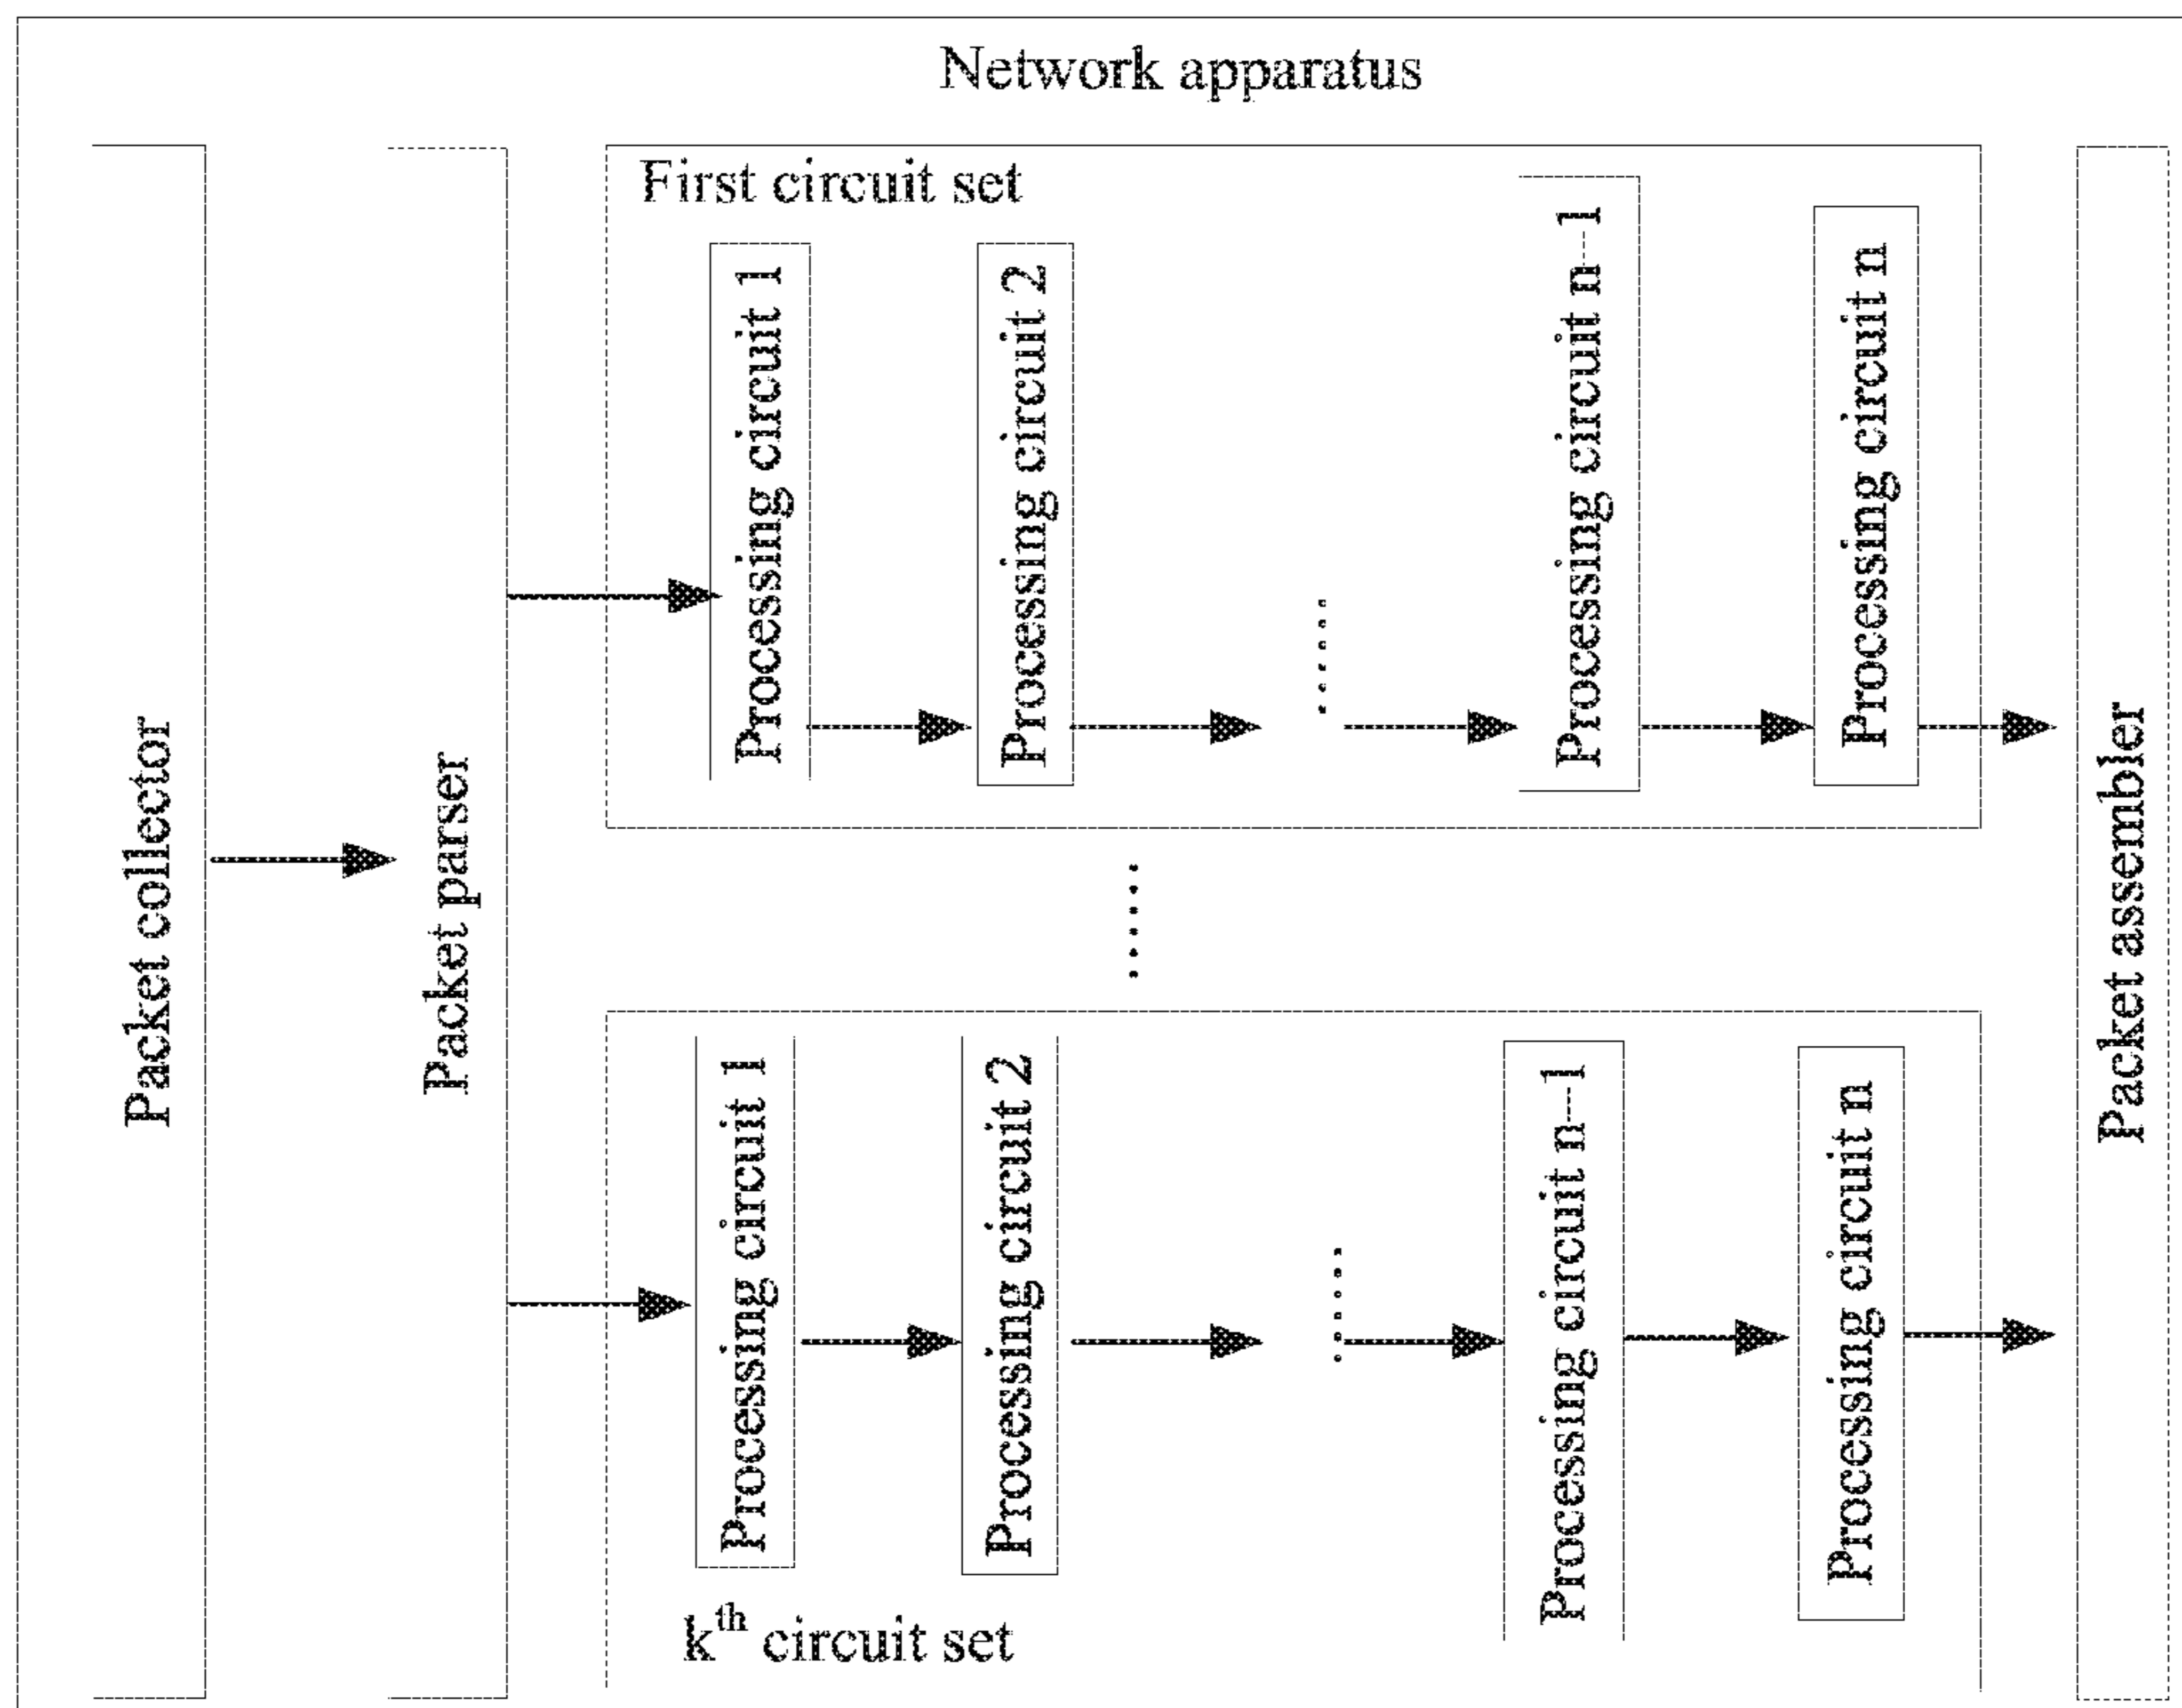 Network apparatus
Packet collector
Packet parser
First circuit set
Processing circuit 1
Processing circuit 2
......
Processing circuit n-1
Processing circuit n
......
Processing circuit 1
Processing circuit 2
......
Processing circuit n-1
Processing circuit n
kth circuit set
Packet assembler